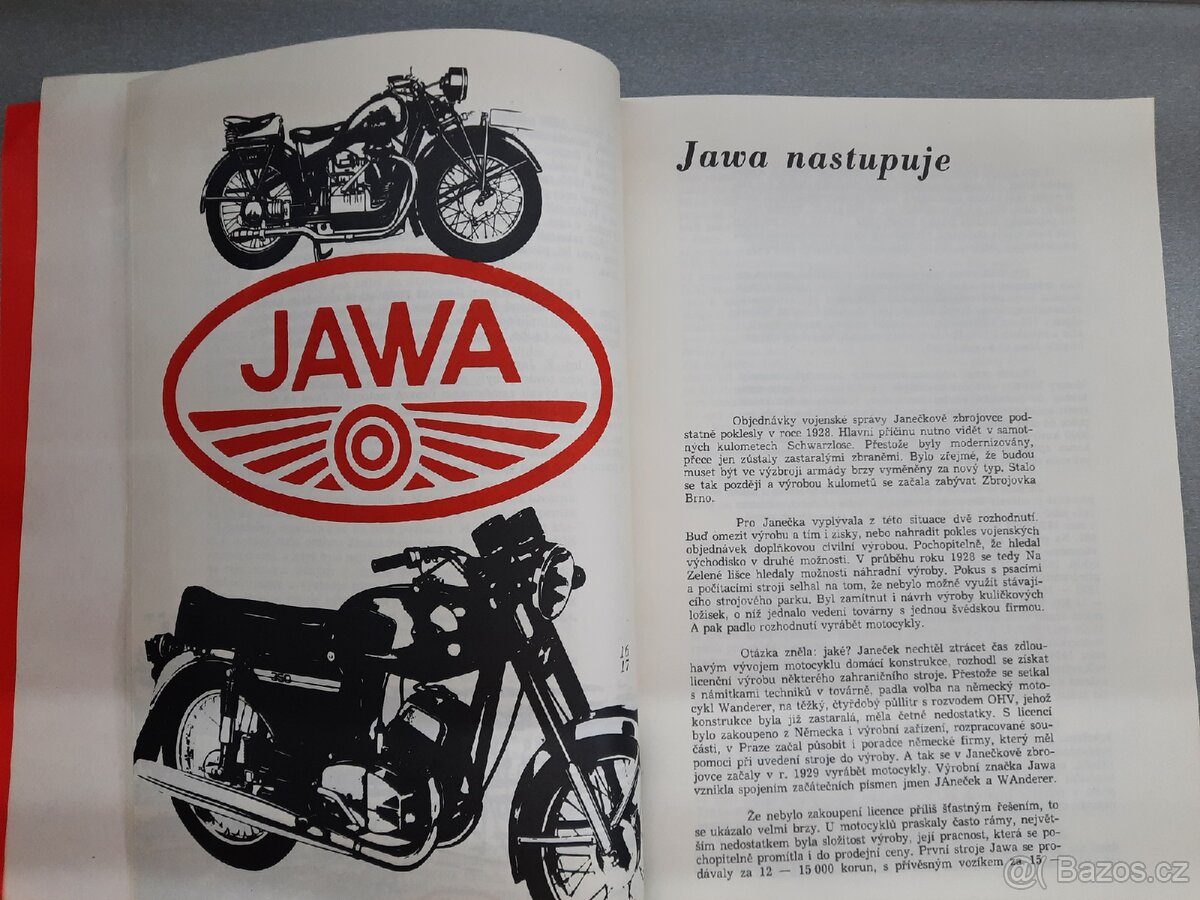 JAWA
350
16
17
Jawa nastupuje
Objednávky vojenské správy Janečkově zbrojovce pod-
statně poklesly v roce 1928. Hlavní příčinu nutno vidět v samot-
ných kulometech Schwarzlose. Přestože byly modernizovány,
přece jen zůstaly zastaralými zbraněmi. Bylo zřejmé, že budou
muset být ve výzbroji armády brzy vyměněny za nový typ. Stalo
se tak později a výrobou kulometů se začala zabývat Zbrojovka
Brno.
Pro Janečka vyplývala z této situace dvě rozhodnutí.
Buď omezit výrobu a tím i zisky, nebo nahradit pokles vojenských
objednávek doplňkovou civilní výrobou. Pochopitelně, že hledal
východisko v druhé možnosti. V průběhu roku 1928 se tedy Na
Zelené lišce hledaly možnosti náhradní výroby. Pokus s psacími
a počítacími stroji selhal na tom, že nebylo možné využít stávají-
cího strojového parku. Byl zamítnut i návrh výroby kuličkových
ložisek, o níž jednalo vedení továrny s jednou švédskou firmou.
A pak padlo rozhodnutí vyrábět motocykly.
Otázka zněla: jaké? Janeček nechtěl ztrácet čas zdlou-
havým vývojem motocyklu domácí konstrukce, rozhodl se získat
licenční výrobu některého zahraničního stroje. Přestože se setkal
s námitkami techniků v továrně, padla volba na německý moto-
cykl Wanderer, na těžký, čtyřdobý půllitr s rozvodem OHV, jehož
konstrukce byla již zastaralá, měla četné nedostatky. S licencí
bylo zakoupeno z Německa i výrobní zařízení, rozpracované sou-
části, v Praze začal působit i poradce německé firmy, který měl
pomoci při uvedení stroje do výroby. A tak se v Janečkově zbro-
jovce začaly v r. 1929 vyrábět motocykly. Výrobní značka Jawa
vznikla spojením začátečních písmen jmen JAneček a WAnderer.
Že nebylo zakoupení licence příliš šťastným řešením, to
se ukázalo velmi brzy. U motocyklů praskaly často rámy, největ-
ším nedostatkem byla složitost výroby, její pracnost, která se po-
chopitelně promítla i do prodejní ceny. První stroje Jawa se pro-
dávaly za 12 — 15 000 korun, s přívěsným vozíkem za 15
@( Bazos.cz